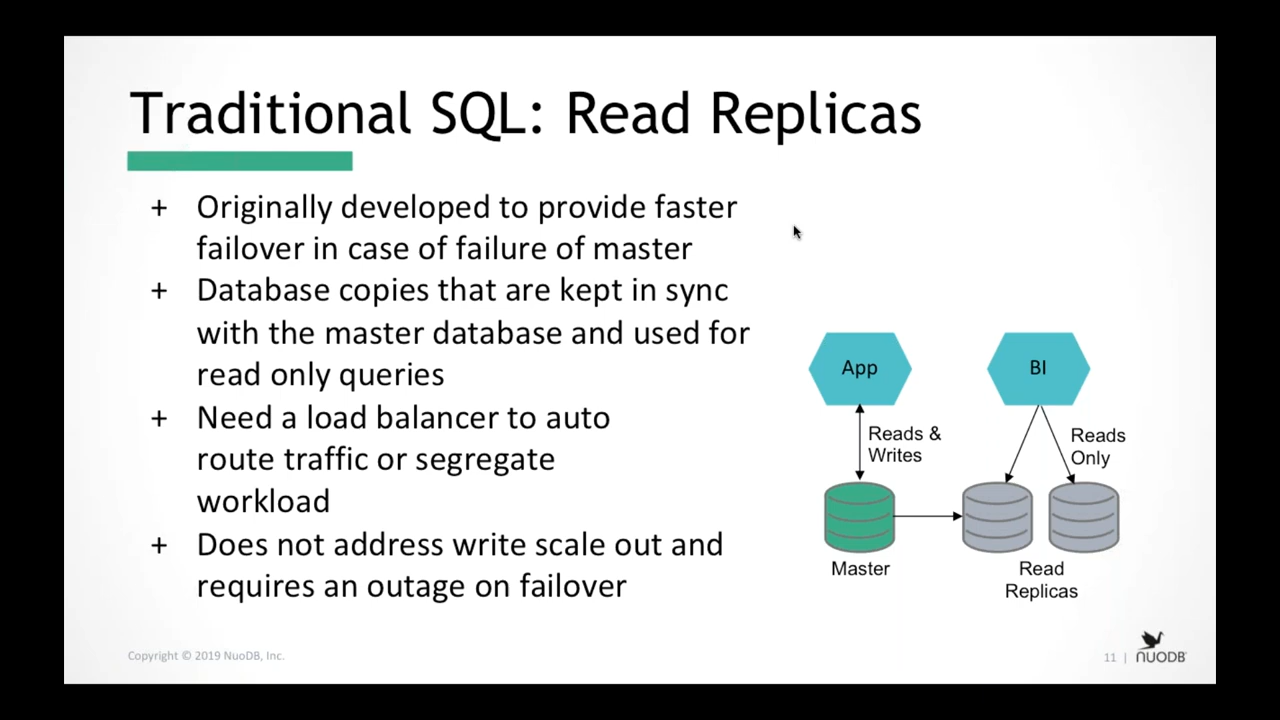 Traditional SQL: Read Replicas
+ Originally developed to provide faster
failover in case of failure of master
+ Database copies that are kept in sync
with the master database and used for
read only queries
+ Need a load balancer to auto
route traffic or segregate
workload
+ Does not address write scale out and
requires an outage on failover
App
BI
Reads &
Writes
Reads
Only
Master
Read
Replicas
Copyright © 2019 NuoDB, Inc.
11 | NUODB